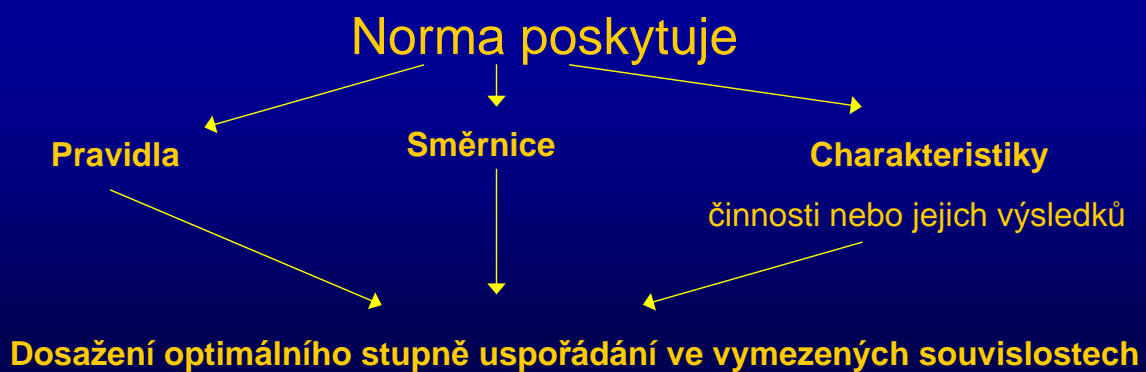 Norma poskytuje
Pravidla
Směrnice
Charakteristiky
činnosti nebo jejich výsledků
Dosažení optimálního stupně uspořádání ve vymezených souvislostech